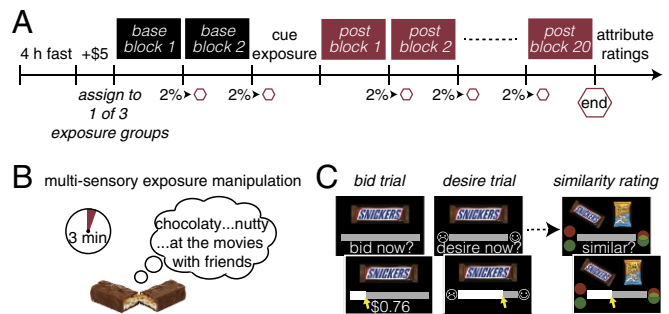 A
4 h fast
+$5
base
block 1
base
block 2
cue
exposure
post
block 1
post
block 2
post
block 20
attribute
ratings
assign to
1 of 3
exposure groups
2%
2%
2%
2%
2%
end
B
multi-sensory exposure manipulation
3 min
chocolaty...nutty
...at the movies
with friends
C
bid trial
desire trial
similarity rating
SNICKERS
SNICKERS
SNICKERS
bid now?
desire now?
similar?
SNICKERS
SNICKERS
SNICKERS
$0.76